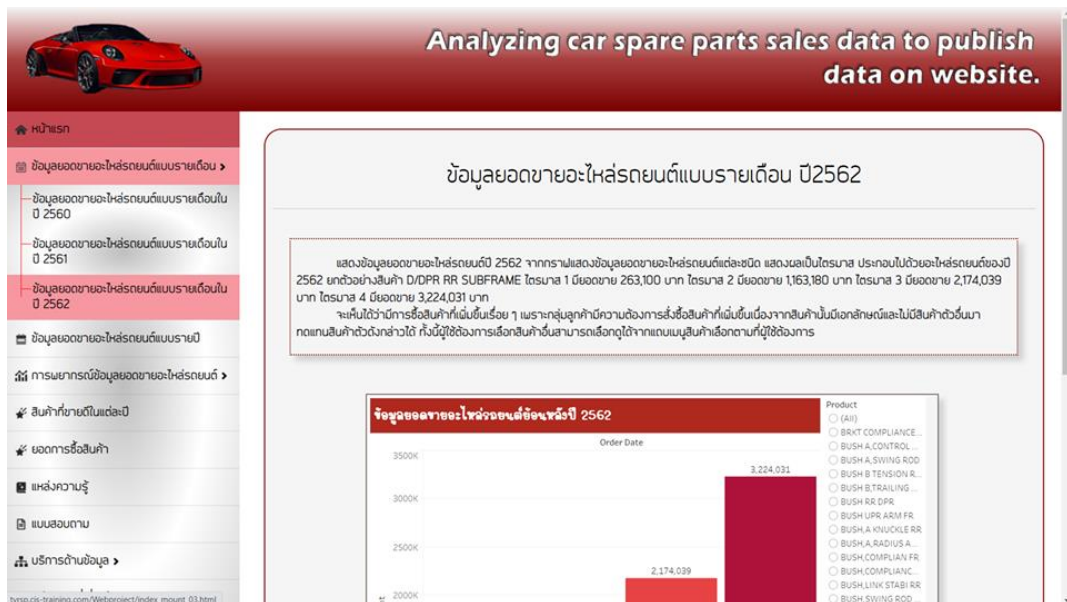 Analyzing car spare parts sales data to publish
data on website.
หน้าแรก
ข้อมูลยอดขายอะไหล่รถยนต์แบบรายเดือน
ข้อมูลยอดขายอะไหล่รถยนต์แบบรายเดือนใน
ปี 2560
ข้อมูลยอดขายอะไหล่รถยนต์แบบรายเดือนใน
ปี 2561
ข้อมูลยอดขายอะไหล่รถยนต์แบบรายเดือนใน
ปี 2562
ข้อมูลยอดขายอะไหล่รถยนต์แบบรายปี
การพยากรณ์ข้อมูลยอดขายอะไหล่รถยนต์
สินค้าที่ขายดีในแต่ละปี
ยอดการซื้อสินค้า
แหล่งความรู้
แบบสอบถาม
บริการด้านข้อมูล
tyrsp.cis-training.com/Webproject/index_mount_03.html
ข้อมูลยอดขายอะไหล่รถยนต์แบบรายเดือน ปี2562
แสดงข้อมูลยอดขายอะไหล่รถยนต์ปี 2562 จากกราฟแสดงข้อมูลยอดขายอะไหล่รถยนต์แต่ละชนิด แสดงผลเป็นไตรมาส ประกอบไปด้วยอะไหล่รถยนต์ของปี
2562 ยกตัวอย่างสินค้า D/DPR RR SUBFRAME ไตรมาส 1 มียอดขาย 263,100 บาท ไตรมาส 2 มียอดขาย 1,163,180 บาท ไตรมาส 3 มียอดขาย 2,174,039
บาท ไตรมาส 4 มียอดขาย 3,224,031 บาท
จะเห็นได้ว่ามีการซื้อสินค้าที่เพิ่มขึ้นเรื่อย ๆ เพราะกลุ่มลูกค้ามีความต้องการสั่งซื้อสินค้าที่เพิ่มขึ้นเนื่องจากสินค้านั้นมีเอกลักษณ์และไม่มีสินค้าตัวอื่นมา
ทดแทนสินค้าตัวดังกล่าวได้ ทั้งนี้ผู้ใช้ต้องการเลือกสินค้าอื่นสามารถเลือกดูได้จากแถบเมนูสินค้าเลือกตามที่ผู้ใช้ต้องการ
ข้อมูลยอดขายอะไหล่รถยนต์ย้อนหลังปี 2562
Order Date
3500K
3,224,031
3000K
2500K
2,174,039
2000K
Product
(All)
BRKT COMPLIANCE...
BUSH A,CONTROL ...
BUSH A,SWING ROD
BUSH B TENSION R...
BUSH B,TRAILING ...
BUSH RR DPR
BUSH UPR ARM FR
BUSH,A KNUCKLE RR
BUSH,A,RADIUS A...
BUSH,COMPLIAN FR
BUSH,COMPLIANC...
BUSH,LINK STABI RR
BUSH,SWING ROD ...